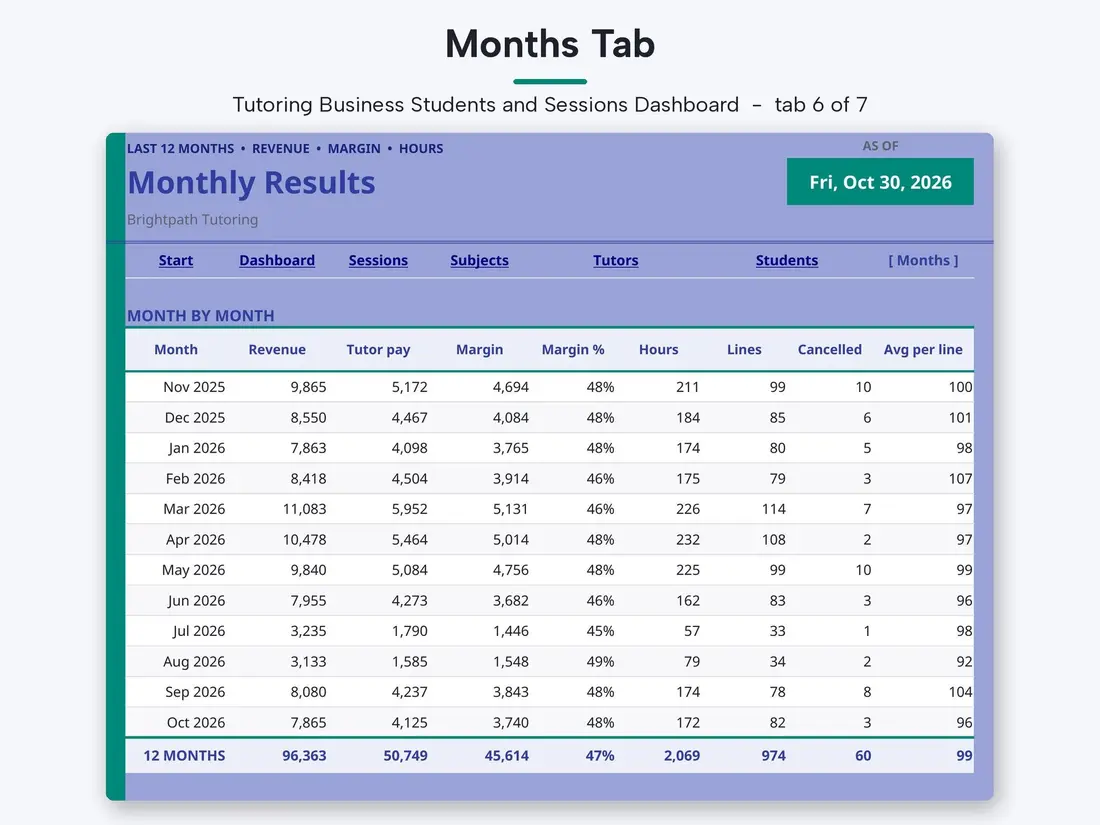 Months Tab
Tutoring Business Students and Sessions Dashboard – tab 6 of 7
LAST 12 MONTHS • REVENUE • MARGIN • HOURS
AS OF
Monthly Results
Fri, Oct 30, 2026
Brightpath Tutoring
Start Dashboard Sessions Subjects Tutors Students [ Months ]
MONTH BY MONTH
Month Revenue Tutor pay Margin Margin % Hours Lines Cancelled Avg per line
Nov 2025 9,865 5,172 4,694 48% 211 99 10 100
Dec 2025 8,550 4,467 4,084 48% 184 85 6 101
Jan 2026 7,863 4,098 3,765 48% 174 80 5 98
Feb 2026 8,418 4,504 3,914 46% 175 79 3 107
Mar 2026 11,083 5,952 5,131 46% 226 114 7 97
Apr 2026 10,478 5,464 5,014 48% 232 108 2 97
May 2026 9,840 5,084 4,756 48% 225 99 10 99
Jun 2026 7,955 4,273 3,682 46% 162 83 3 96
Jul 2026 3,235 1,790 1,446 45% 57 33 1 98
Aug 2026 3,133 1,585 1,548 49% 79 34 2 92
Sep 2026 8,080 4,237 3,843 48% 174 78 8 104
Oct 2026 7,865 4,125 3,740 48% 172 82 3 96
12 MONTHS 96,363 50,749 45,614 47% 2,069 974 60 99